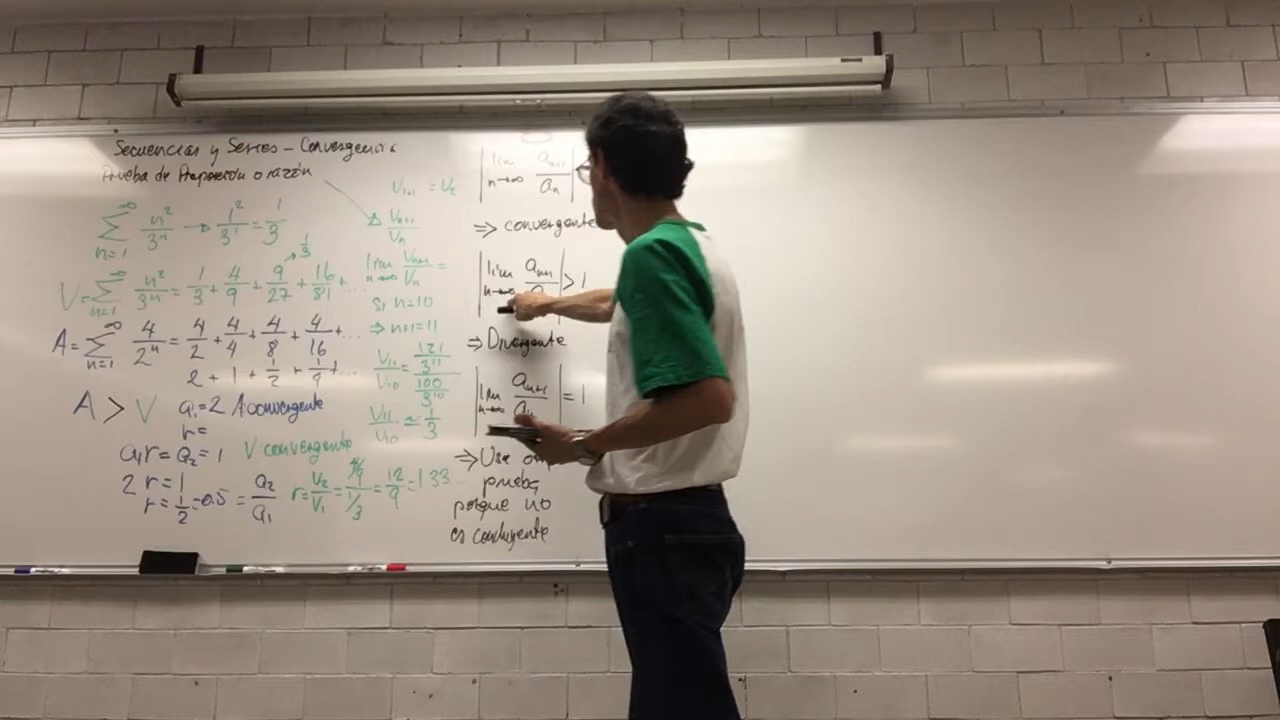 Secuencias y Series - Convergencia
Prueba de Proporción o razón
∑ n=1 ∞ n²/3ⁿ → 1²/3¹ = 1/3
V = ∑ n=1 ∞ n²/3ⁿ = 1/3 + 4/9 + 9/27 + 16/81 + ...
→ 1/3
A = ∑ n=1 ∞ 4/2ⁿ = 4/2 + 4/4 + 4/8 + 4/16 + ...
2 + 1 + 1/2 + 1/4 + ...
A > V
a₁ = 2 A convergente
r =
a₁r = a₂ = 1 V convergente
2 r = 1
r = 1/2 = 0.5 = a₂/a₁
r = V₂/V₁ = 4/9 / 1/3 = 12/9 = 1.33...
Vₙ₊₁ = V₂
Vₙ₊₁/Vₙ
lim n→∞ Vₙ₊₁/Vₙ =
Si n=10
⇒ n+1=11
V₁₁/V₁₀ = 121/3¹¹ / 100/3¹⁰
V₁₁/V₁₀ ≈ 1/3
| lim n→∞ aₙ₊₁/aₙ |
⇒ convergente
| lim n→∞ aₙ₊₁/ | > 1
⇒ Divergente
| lim n→∞ aₙ₊₁/aₙ | = 1
⇒ Use
prueba
porque no
es concluyente